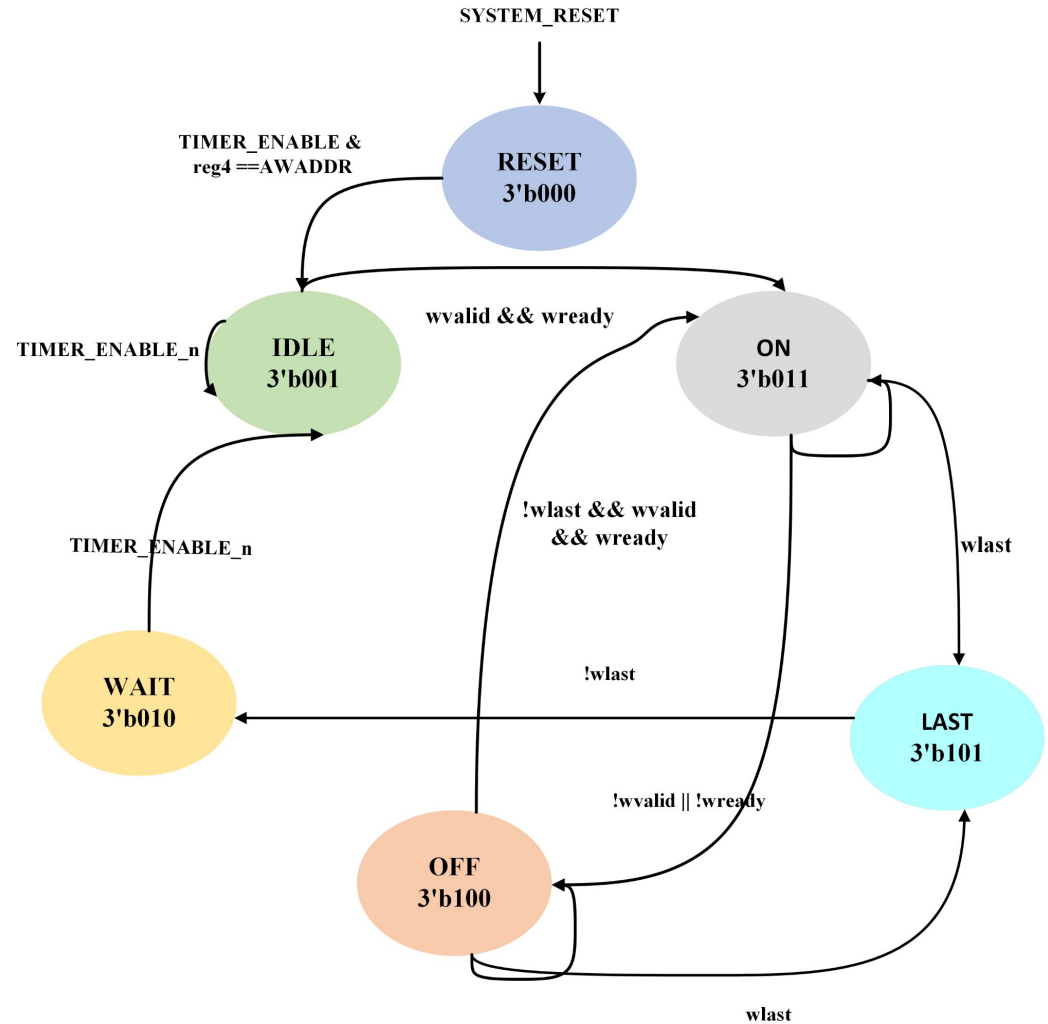 SYSTEM_RESET
TIMER_ENABLE &
reg4 ==AWADDR
RESET
3'b000
wvalid && wready
TIMER_ENABLE_n
IDLE
3'b001
ON
3'b011
!wlast && wvalid
&& wready
TIMER_ENABLE_n
wlast
!wlast
WAIT
3'b010
LAST
3'b101
!wvalid || !wready
OFF
3'b100
wlast